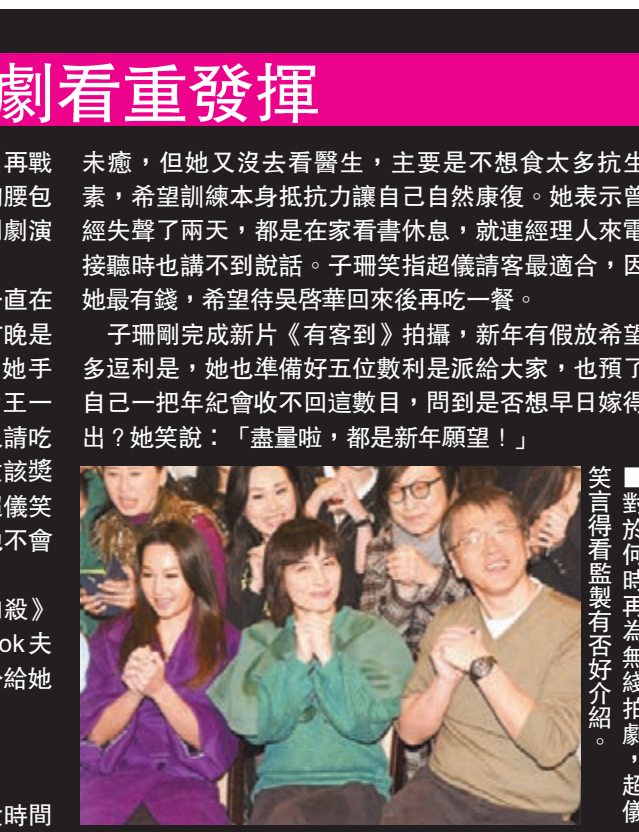 劇看重發揮
再戰
腰包
劇演
直在
晚是
她手
王一
請吃
該獎
儀笑
不會
殺》
ok夫
給她
時間
未癒，但她又沒去看醫生，主要是不想食太多抗生
素，希望訓練本身抵抗力讓自己自然康復。她表示曾
經失聲了兩天，都是在家看書休息，就連經理人來電
接聽時也講不到說話。子珊笑指超儀請客最適合，因
她最有錢，希望待吳啓華回來後再吃一餐。
子珊剛完成新片《有客到》拍攝，新年有假放希望
多逗利是，她也準備好五位數利是派給大家，也預了
自己一把年紀會收不回這數目，問到是否想早日嫁得
出？她笑說：「盡量啦，都是新年願望！」
■對於何時再為無綫拍劇，超儀
笑言得看監製有否好介紹。